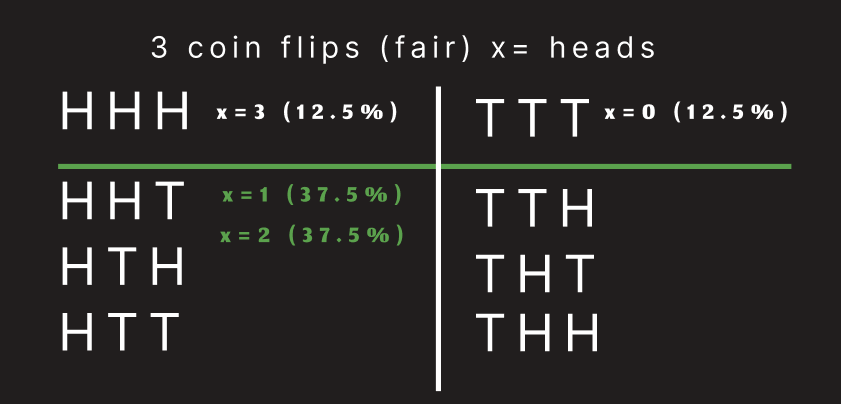 3 coin flips (fair) x= heads
HHH x=3 (12.5%)
TTT x=0 (12.5%)
HHT x=1 (37.5%)
x=2 (37.5%)
HTH
HTT
TTH
THT
THH